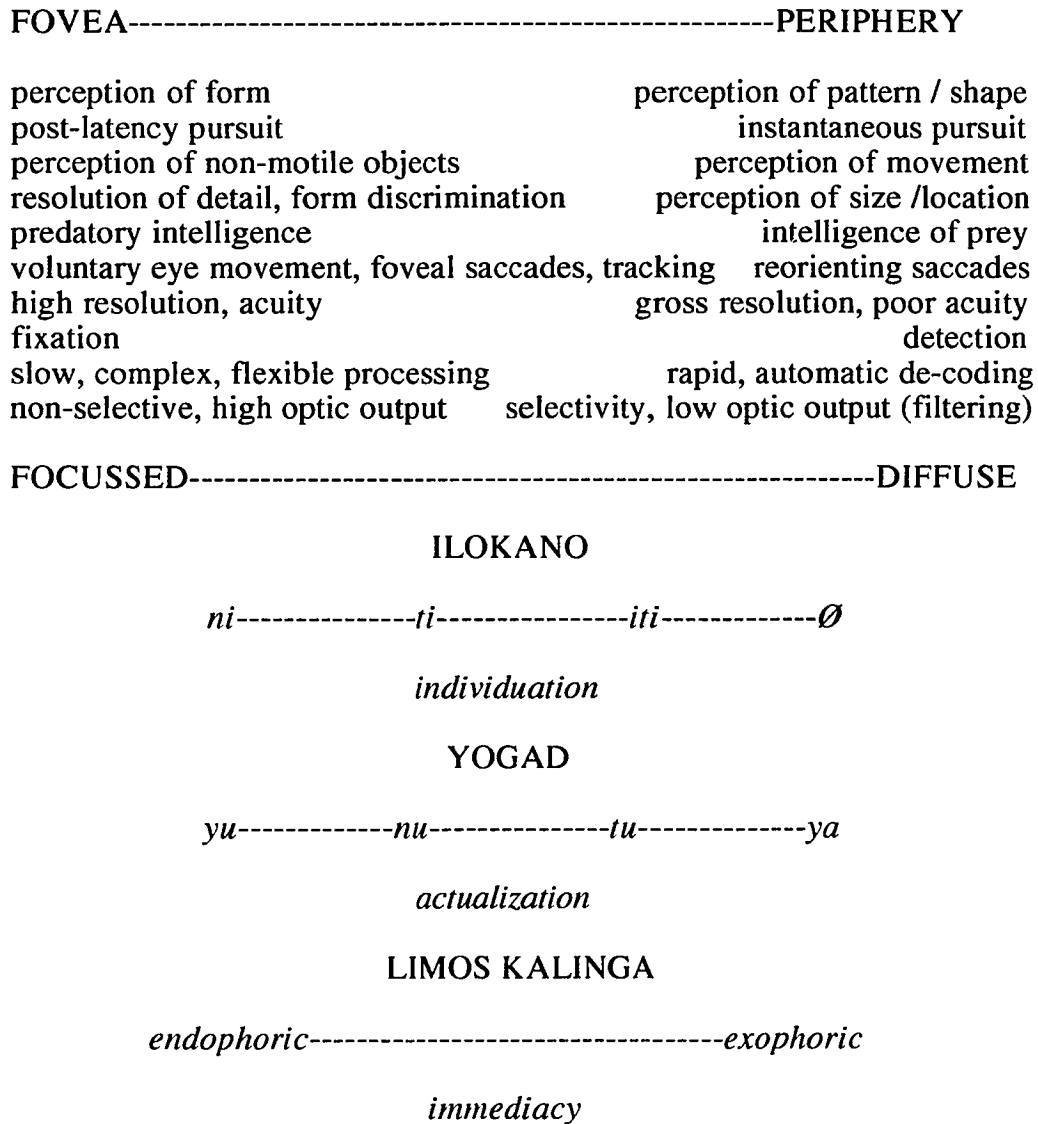 FOVEA-------------------------------------------------------PERIPHERY
perception of form perception of pattern / shape
post-latency pursuit instantaneous pursuit
perception of non-motile objects perception of movement
resolution of detail, form discrimination perception of size /location
predatory intelligence intelligence of prey
voluntary eye movement, foveal saccades, tracking reorienting saccades
high resolution, acuity gross resolution, poor acuity
fixation detection
slow, complex, flexible processing rapid, automatic de-coding
non-selective, high optic output selectivity, low optic output (filtering)
FOCUSSED----------------------------------------------------------DIFFUSE
ILOKANO
ni---------------ti----------------iti-------------Ø
individuation
YOGAD
yu-------------nu---------------tu--------------ya
actualization
LIMOS KALINGA
endophoric-----------------------------------exophoric
immediacy